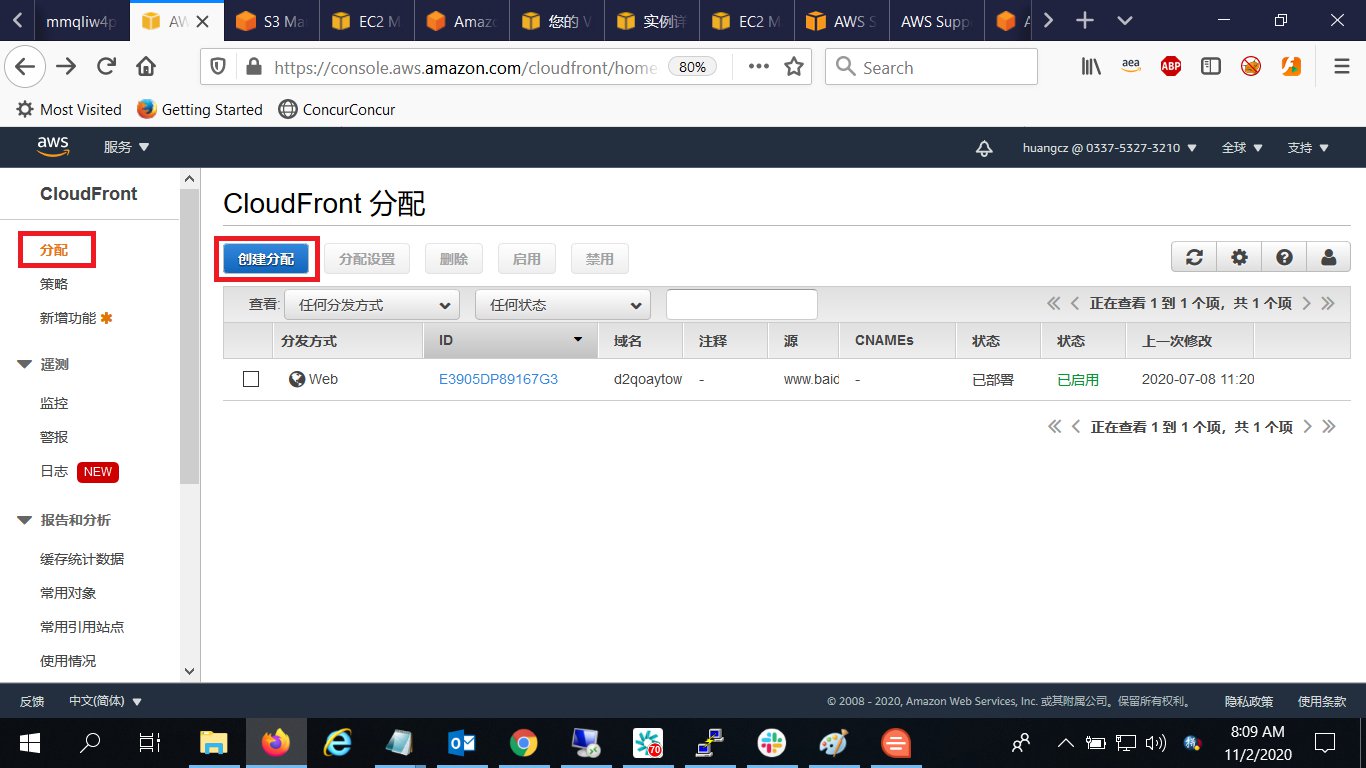 mmqliw4p
AW
S3 Ma
EC2 M
Amaz
您的 V
实例详
EC2 M
AWS S
AWS Supp
https://console.aws.amazon.com/cloudfront/home
80%
Search
aea
ABP
Most Visited
Getting Started
ConcurConcur
aws
服务
huangcz @ 0337-5327-3210
全球
支持
CloudFront
分配
策略
新增功能
遥测
监控
警报
日志 NEW
报告和分析
缓存统计数据
常用对象
常用引用站点
使用情况
CloudFront 分配
创建分配
分配设置
删除
启用
禁用
查看: 任何分发方式 任何状态
正在查看 1 到 1 个项，共 1 个项
分发方式 ID 域名 注释 源 CNAMEs 状态 状态 上一次修改
Web E3905DP89167G3 d2qoaytow - www.baid - 已部署 已启用 2020-07-08 11:20
正在查看 1 到 1 个项，共 1 个项
反馈
中文(简体)
© 2008 - 2020, Amazon Web Services, Inc. 或其附属公司。保留所有权利。
隐私政策
使用条款
70
8:09 AM
11/2/2020